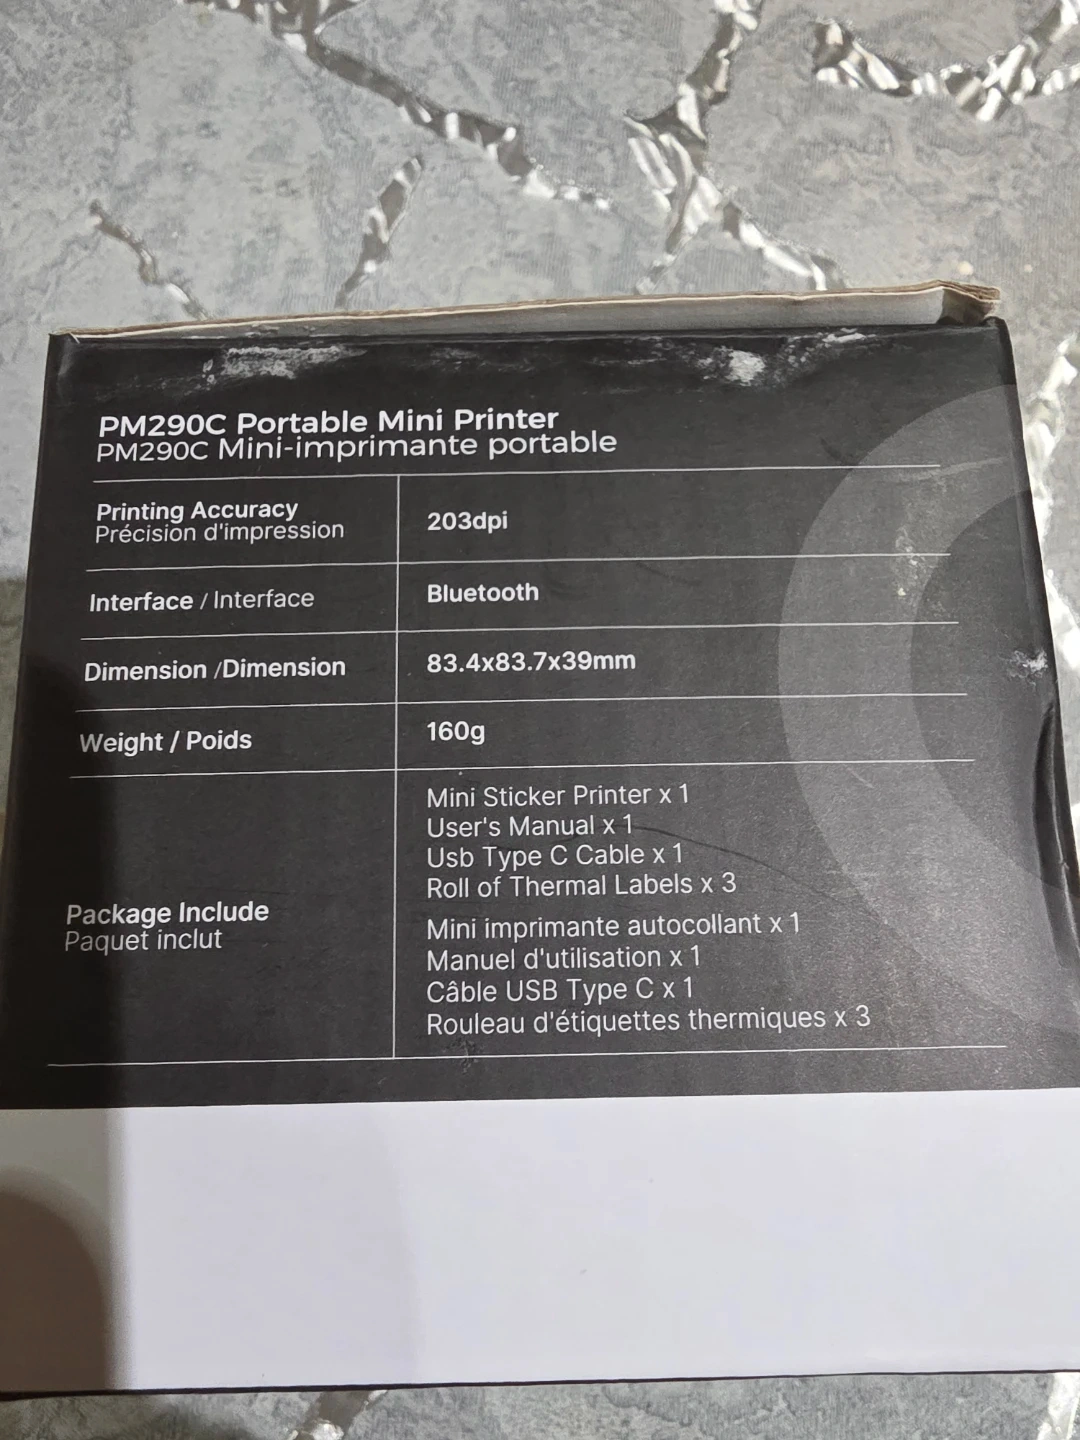 PM290C Portable Mini Printer
PM290C Mini-imprimante portable
Printing Accuracy
Précision d'impression
203dpi
Interface / Interface
Bluetooth
Dimension /Dimension
83.4x83.7x39mm
Weight / Poids
160g
Package Include
Paquet inclut
Mini Sticker Printer x 1
User's Manual x 1
Usb Type C Cable x 1
Roll of Thermal Labels x 3
Mini imprimante autocollant x 1
Manuel d'utilisation x 1
Câble USB Type C x 1
Rouleau d'étiquettes thermiques x 3